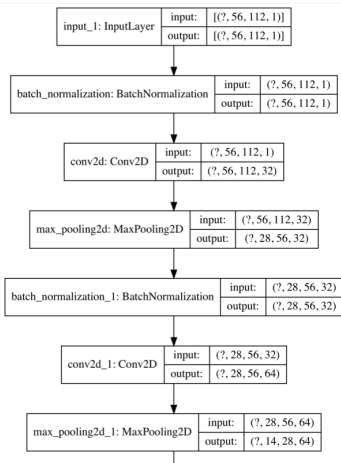 input_1: InputLayer input: [(?, 56, 112, 1)]
output: [(?, 56, 112, 1)]
batch_normalization: BatchNormalization input: (?, 56, 112, 1)
output: (?, 56, 112, 1)
conv2d: Conv2D input: (?, 56, 112, 1)
output: (?, 56, 112, 32)
max_pooling2d: MaxPooling2D input: (?, 56, 112, 32)
output: (?, 28, 56, 32)
batch_normalization_1: BatchNormalization input: (?, 28, 56, 32)
output: (?, 28, 56, 32)
conv2d_1: Conv2D input: (?, 28, 56, 32)
output: (?, 28, 56, 64)
max_pooling2d_1: MaxPooling2D input: (?, 28, 56, 64)
output: (?, 14, 28, 64)